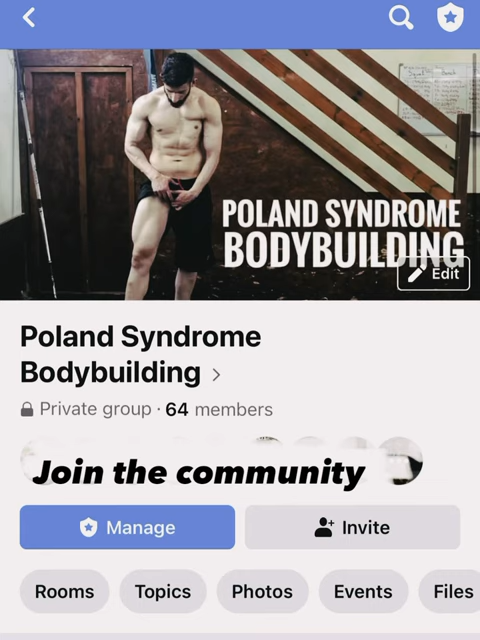 POLAND SYNDROME
BODYBUILDING
Edit
Poland Syndrome
Bodybuilding
Private group · 64 members
Join the community
Manage
Invite
Rooms
Topics
Photos
Events
Files